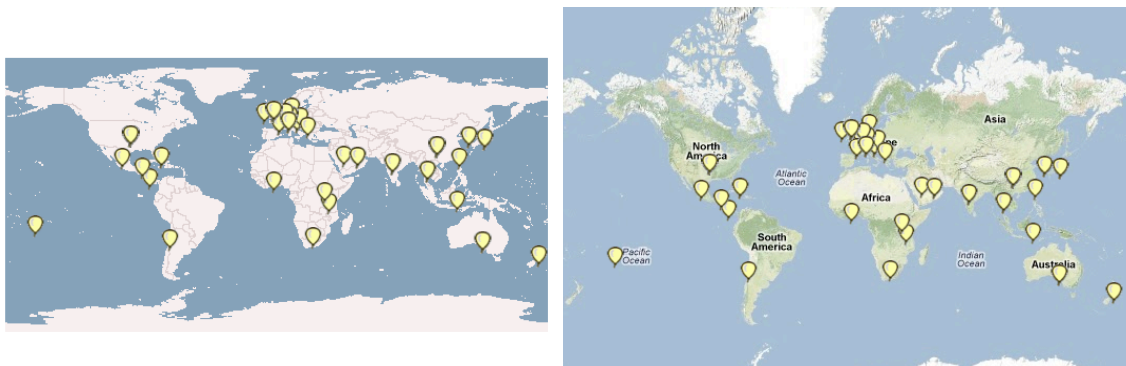 Asia
North
America
Atlantic
Ocean
Africa
South
America
Pacific
Ocean
Indian
Ocean
Australia